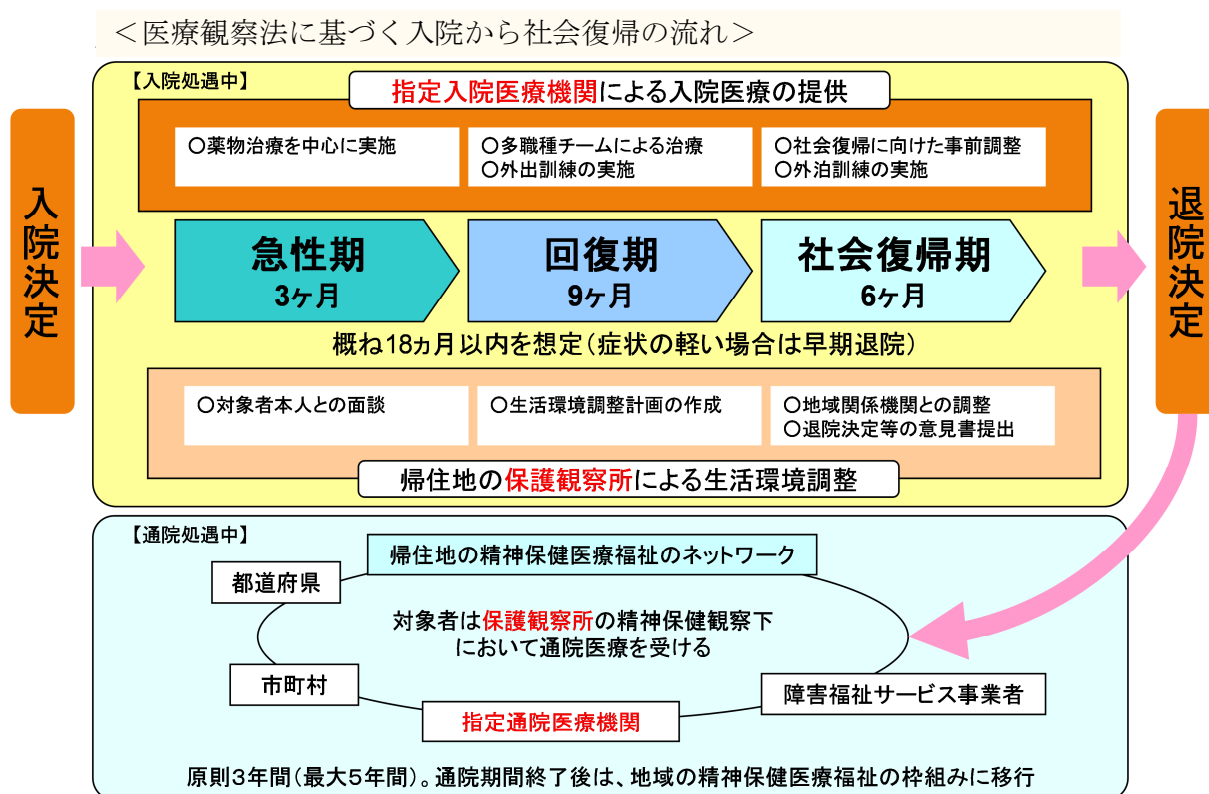 ＜医療観察法に基づく入院から社会復帰の流れ＞
【入院処遇中】
指定入院医療機関による入院医療の提供
○薬物治療を中心に実施
○多職種チームによる治療
○外出訓練の実施
○社会復帰に向けた事前調整
○外泊訓練の実施
入院決定
急性期
3ヶ月
回復期
9ヶ月
社会復帰期
6ヶ月
退院決定
概ね18ヵ月以内を想定（症状の軽い場合は早期退院）
○対象者本人との面談
○生活環境調整計画の作成
○地域関係機関との調整
○退院決定等の意見書提出
帰住地の保護観察所による生活環境調整
【通院処遇中】
帰住地の精神保健医療福祉のネットワーク
都道府県
対象者は保護観察所の精神保健観察下
において通院医療を受ける
市町村
障害福祉サービス事業者
指定通院医療機関
原則３年間（最大５年間）。通院期間終了後は、地域の精神保健医療福祉の枠組みに移行